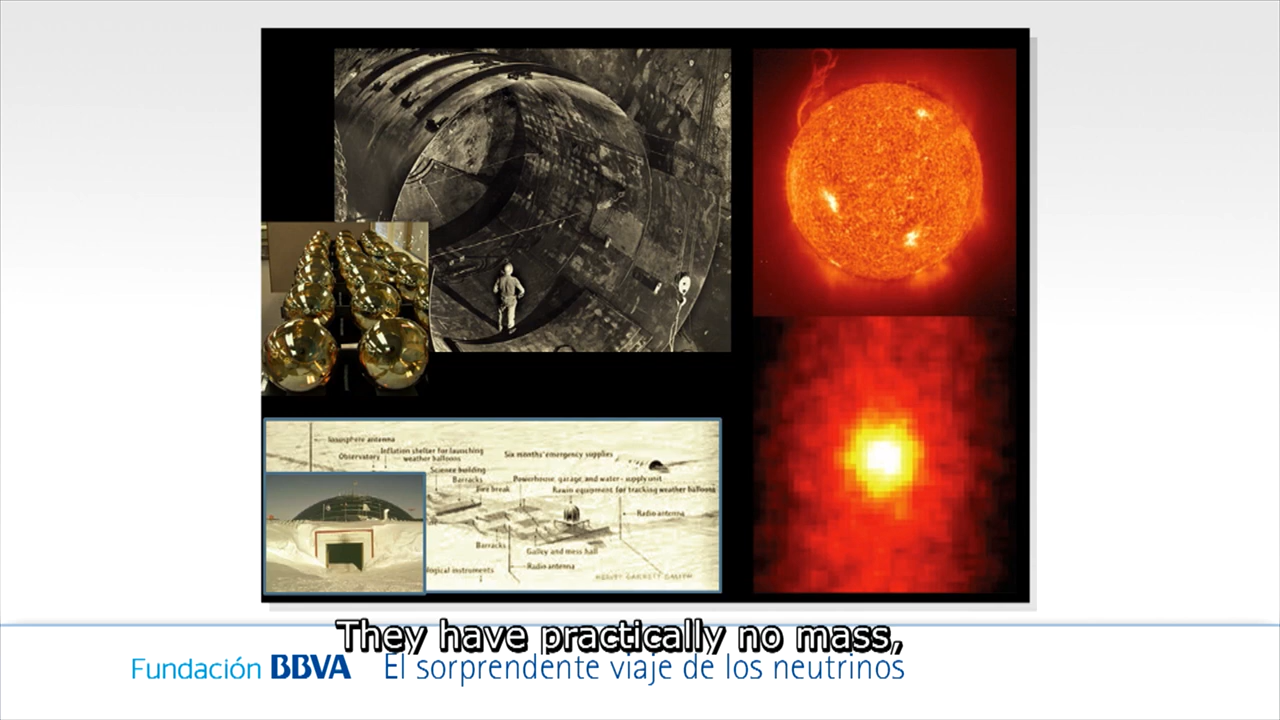 Ionosphere antenna
Observatory
Inflation shelter for launching
weather balloons
Six months' emergency supplies
Science building
Barracks
Fire break
Powerhouse, garage, and water - supply unit
Rawin equipment for tracking weather balloons
Radio antenna
Barracks
Galley and mess hall
Radio antenna
ological instruments
They have practically no mass,
Fundación BBVA El sorprendente viaje de los neutrinos